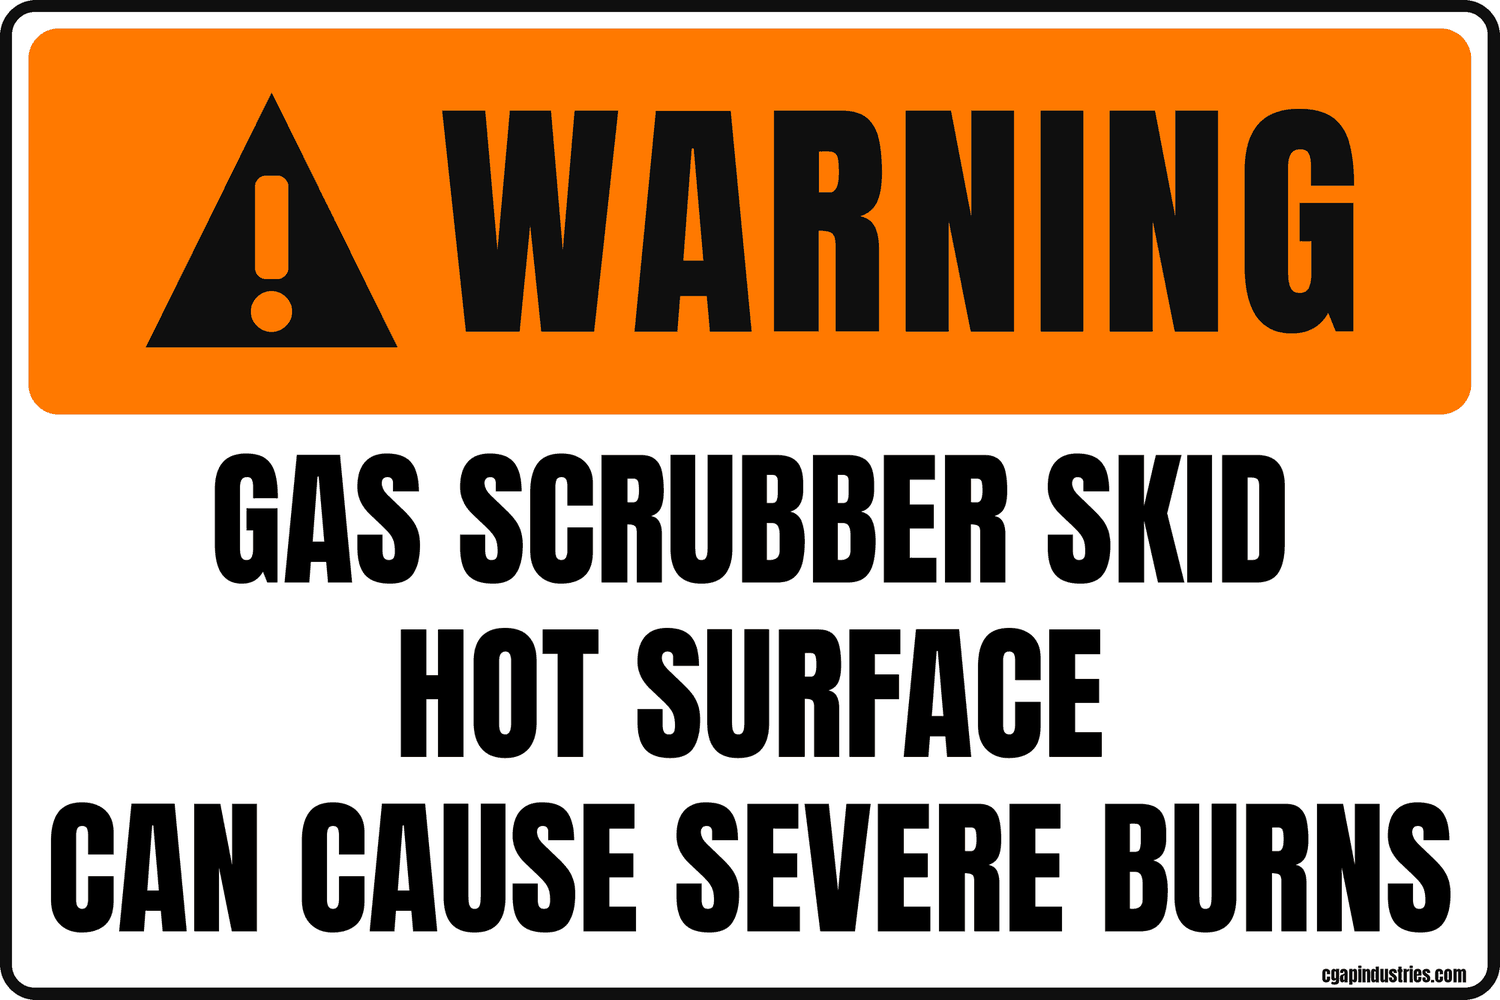 WARNING
GAS SCRUBBER SKID
HOT SURFACE
CAN CAUSE SEVERE BURNS
cgapindustries.com